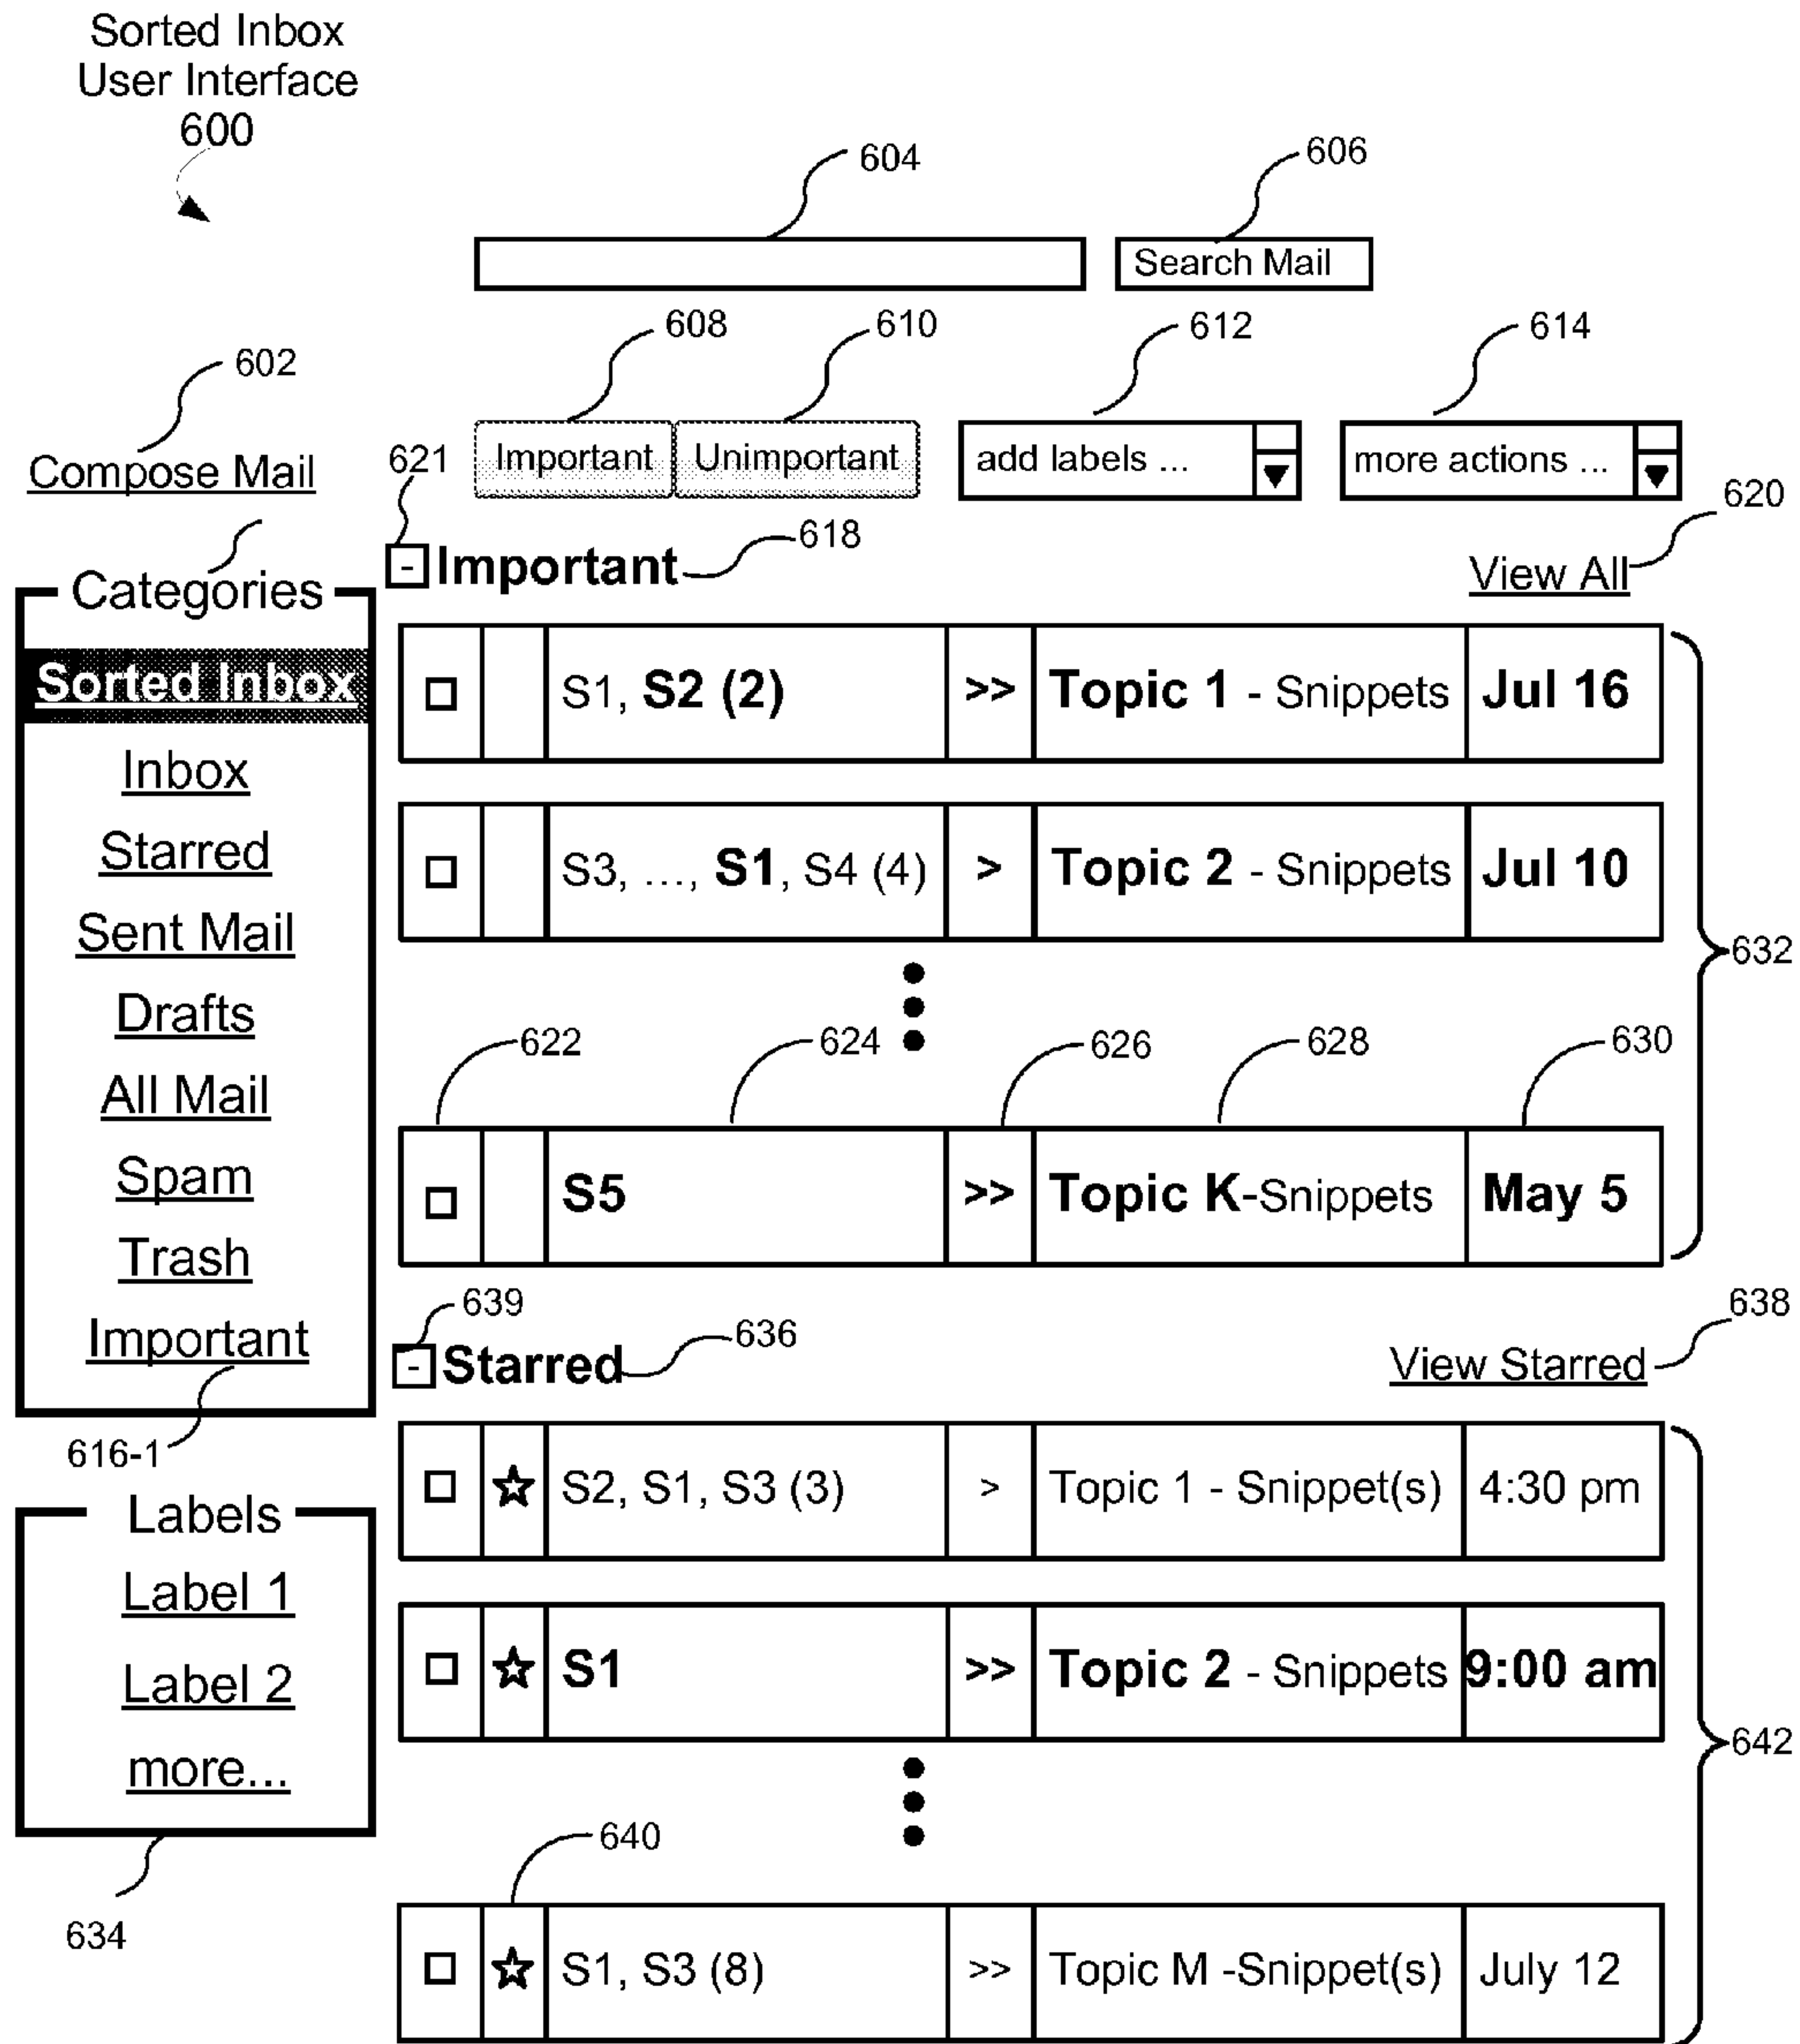 Sorted Inbox
User Interface
600
604
606
Search Mail
608
610
612
614
602
Compose Mail
621
Important
Unimportant
add labels ...
more actions ...
620
- Important
618
View All
Categories
Sorted Inbox
Inbox
Starred
Sent Mail
Drafts
All Mail
Spam
Trash
Important
616-1
S1, S2 (2) >> Topic 1 - Snippets Jul 16
S3, ..., S1, S4 (4) > Topic 2 - Snippets Jul 10
632
622
624
626
628
630
S5 >> Topic K-Snippets May 5
639
636
638
- Starred
View Starred
S2, S1, S3 (3) > Topic 1 - Snippet(s) 4:30 pm
S1 >> Topic 2 - Snippets 9:00 am
642
640
S1, S3 (8) >> Topic M -Snippet(s) July 12
Labels
Label 1
Label 2
more...
634